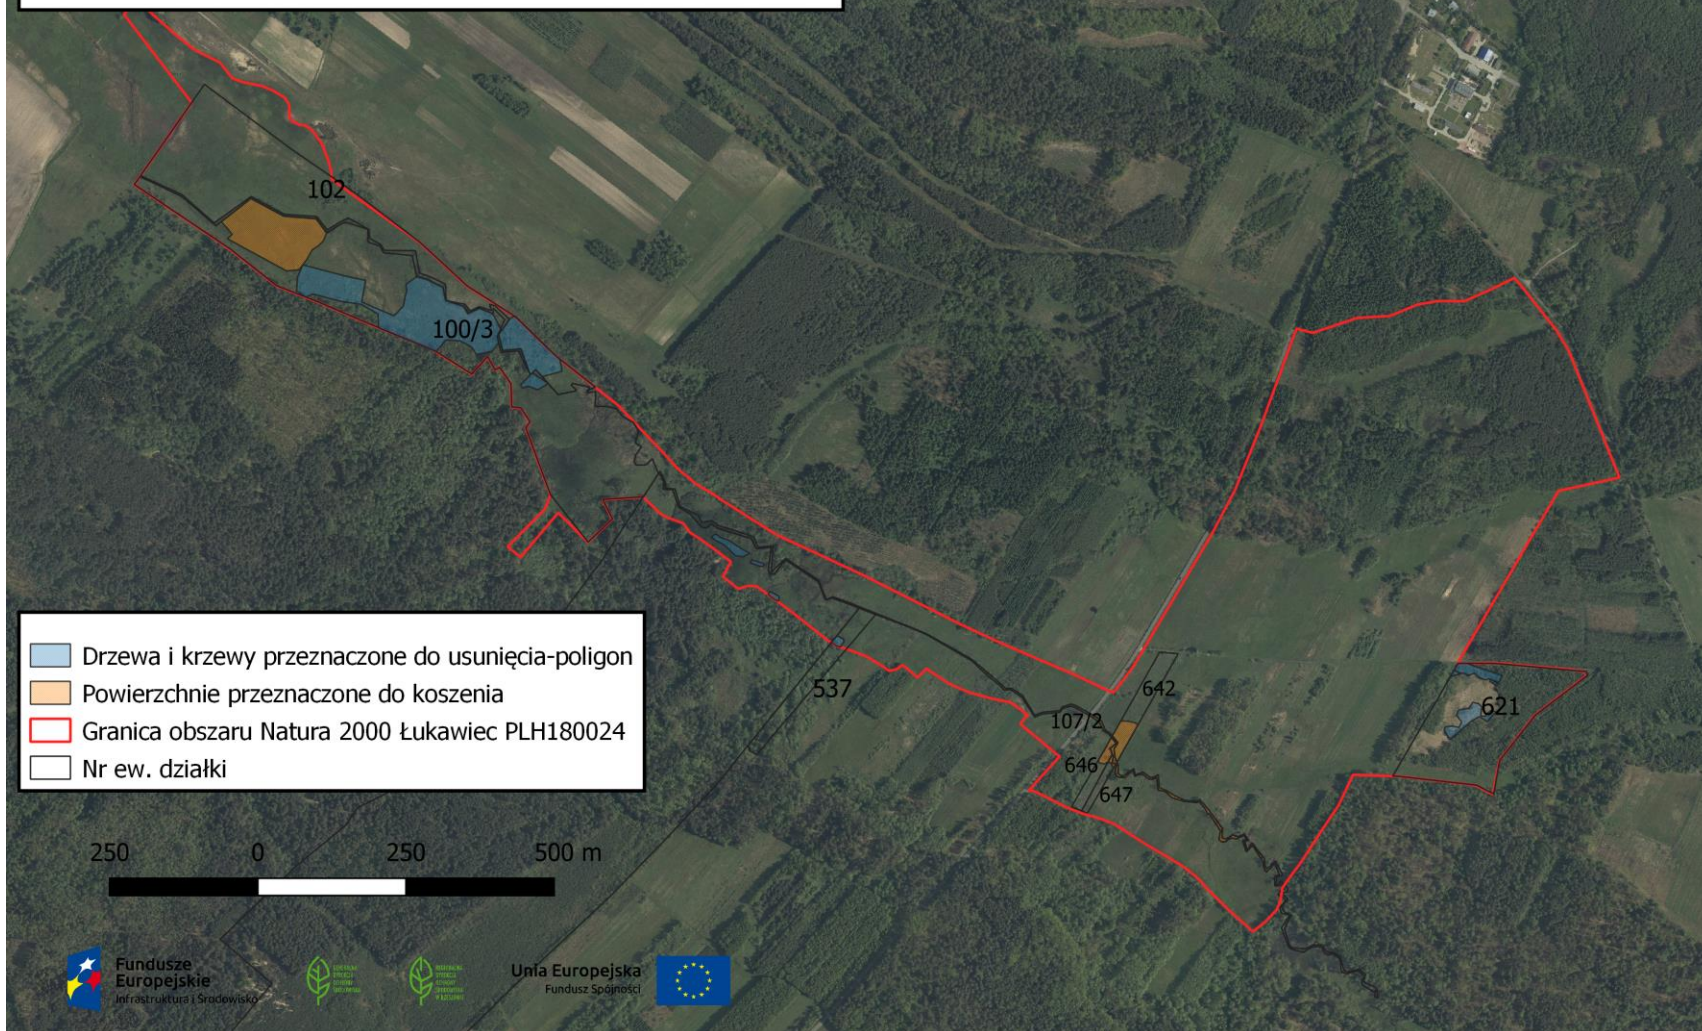 102
100/3
Drzewa i krzewy przeznaczone do usunięcia-poligon
Powierzchnie przeznaczone do koszenia
Granica obszaru Natura 2000 Łukawiec PLH180024
Nr ew. działki
537
642
107/2
646
647
621
250 0 250 500 m
Fundusze
Europejskie
Infrastruktura i Środowisko
Unia Europejska
Fundusz Spójności